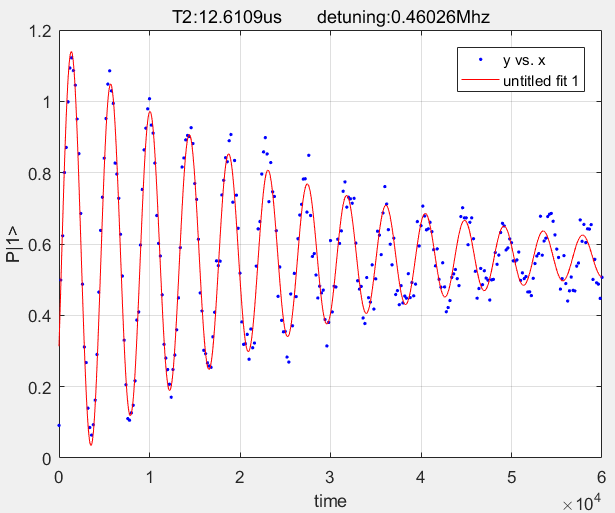 T2:12.6109us detuning:0.46026Mhz
1.2
y vs. x
untitled fit 1
1
0.8
P|1>
0.6
0.4
0.2
0
0 1 2 3 4 5 6
time
×10^4